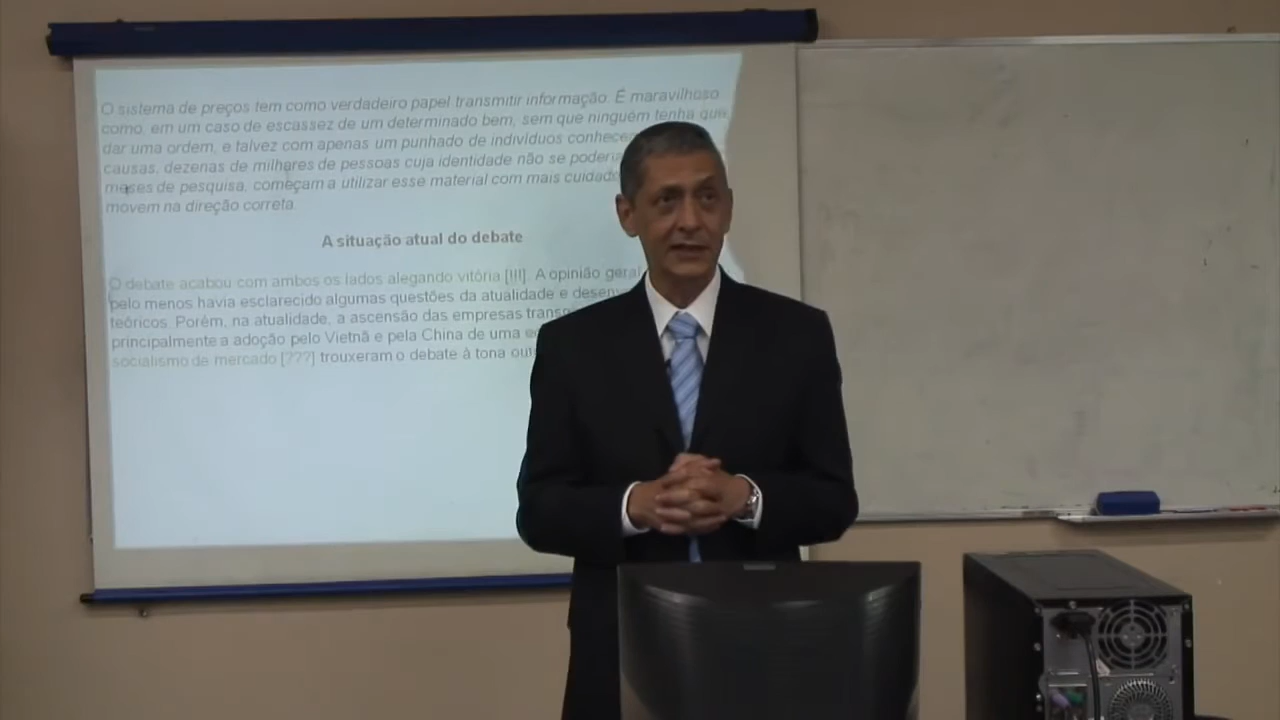 O sistema de preços tem como verdadeiro papel transmitir informação. É maravilhoso
como, em um caso de escassez de um determinado bem, sem que ninguém tenha que
dar uma ordem, e talvez com apenas um punhado de indivíduos
causas, dezenas de milhares de pessoas cuja identidade não se
meses de pesquisa, começam a utilizar esse material com mais
movem na direção correta.
A situação atual do debate
O debate acabou com ambos os lados alegando vitória [III]. A opinião geral
pelo menos havia esclarecido algumas questões da atualidade e
teóricos. Porém, na atualidade, a ascensão das empresas
principalmente a adoção pelo Vietnã e pela China de uma
socialismo de mercado [???] trouxeram o debate à tona